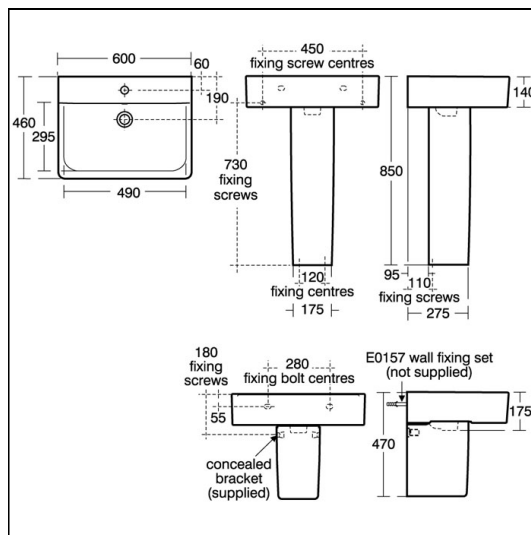 600
60
190
460
295
490
450
fixing screw centres
730
fixing
screws
120
fixing centres
175
140
850
95
110
fixing screws
275
180
fixing
screws
55
280
fixing bolt centres
concealed
bracket
(supplied)
E0157 wall fixing set
(not supplied)
470
175